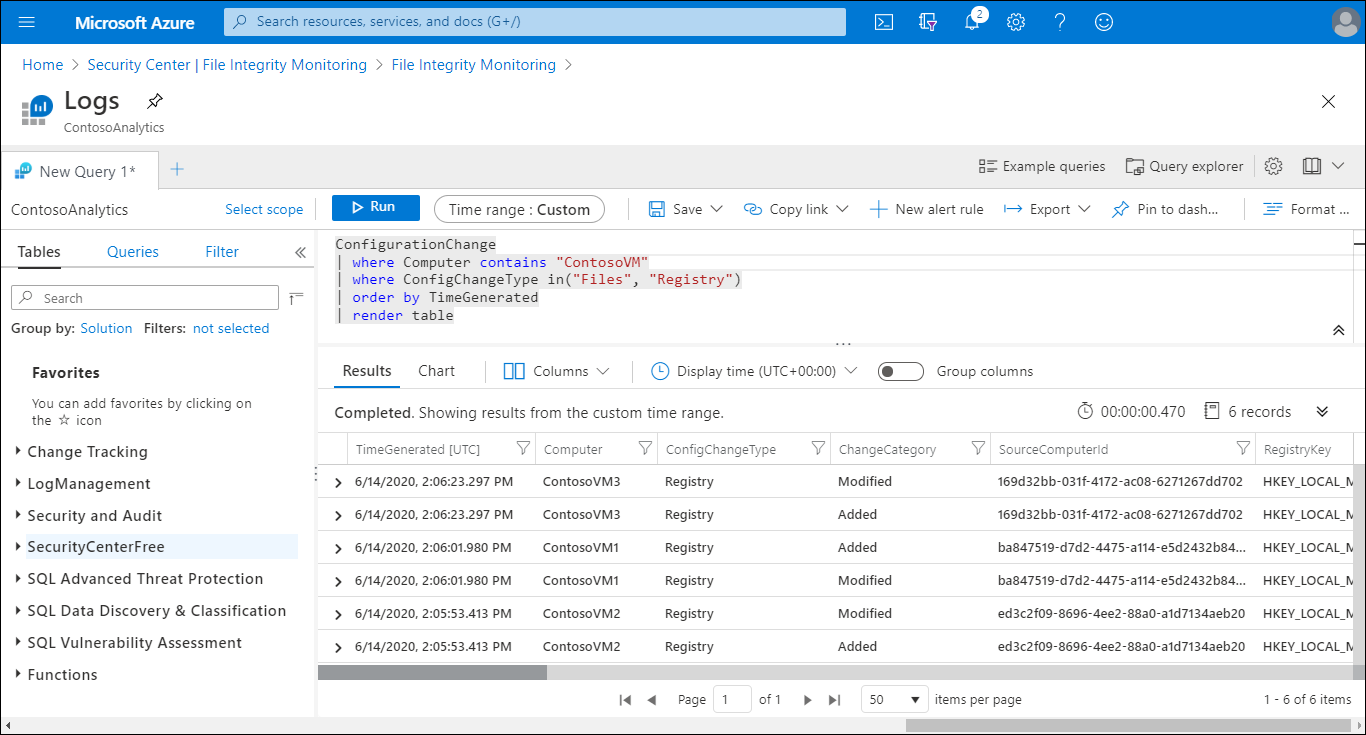 Microsoft Azure
Search resources, services, and docs (G+/)
2
Home > Security Center | File Integrity Monitoring > File Integrity Monitoring >
Logs
ContosoAnalytics
New Query 1*
Example queries
Query explorer
ContosoAnalytics
Select scope
Run
Time range : Custom
Save
Copy link
New alert rule
Export
Pin to dash...
Format ...
Tables
Queries
Filter
Search
Group by: Solution Filters: not selected
Favorites
You can add favorites by clicking on
the ☆ icon
Change Tracking
LogManagement
Security and Audit
SecurityCenterFree
SQL Advanced Threat Protection
SQL Data Discovery & Classification
SQL Vulnerability Assessment
Functions
ConfigurationChange
| where Computer contains "ContosoVM"
| where ConfigChangeType in("Files", "Registry")
| order by TimeGenerated
| render table
Results
Chart
Columns
Display time (UTC+00:00)
Group columns
Completed. Showing results from the custom time range.
00:00:00.470
6 records
TimeGenerated [UTC] Computer ConfigChangeType ChangeCategory SourceComputerId RegistryKey
6/14/2020, 2:06:23.297 PM ContosoVM3 Registry Modified 169d32bb-031f-4172-ac08-6271267dd702 HKEY_LOCAL_M
6/14/2020, 2:06:23.297 PM ContosoVM3 Registry Added 169d32bb-031f-4172-ac08-6271267dd702 HKEY_LOCAL_M
6/14/2020, 2:06:01.980 PM ContosoVM1 Registry Added ba847519-d7d2-4475-a114-e5d2432b84... HKEY_LOCAL_M
6/14/2020, 2:06:01.980 PM ContosoVM1 Registry Modified ba847519-d7d2-4475-a114-e5d2432b84... HKEY_LOCAL_M
6/14/2020, 2:05:53.413 PM ContosoVM2 Registry Modified ed3c2f09-8696-4ee2-88a0-a1d7134aeb20 HKEY_LOCAL_M
6/14/2020, 2:05:53.413 PM ContosoVM2 Registry Added ed3c2f09-8696-4ee2-88a0-a1d7134aeb20 HKEY_LOCAL_M
Page 1 of 1
50 items per page
1 - 6 of 6 items